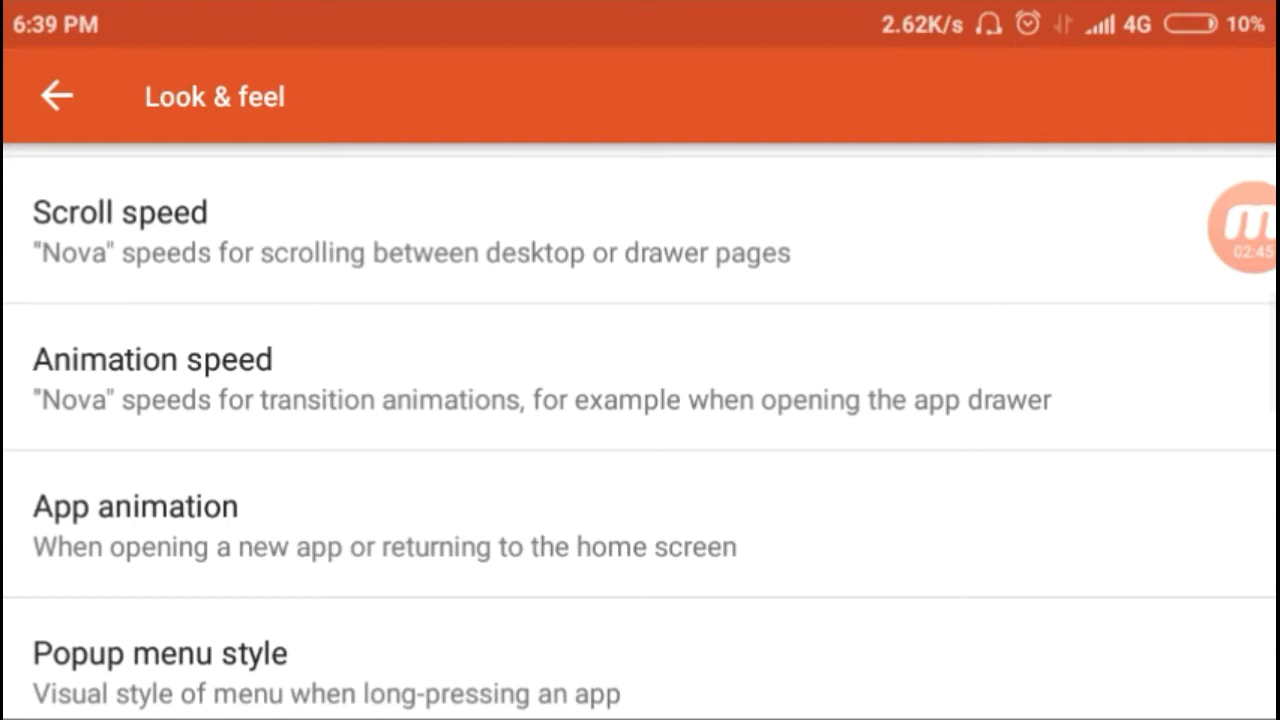 6:39 PM 2.62K/s 4G 10%
Look & feel
Scroll speed
"Nova" speeds for scrolling between desktop or drawer pages
02:45
Animation speed
"Nova" speeds for transition animations, for example when opening the app drawer
App animation
When opening a new app or returning to the home screen
Popup menu style
Visual style of menu when long-pressing an app